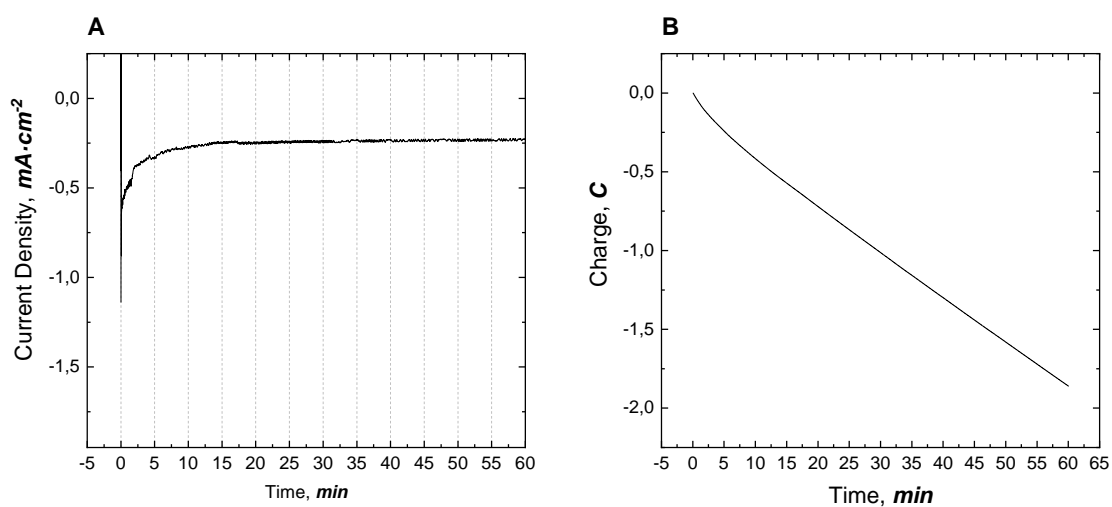 A
0,0
-0,5
-1,0
-1,5
Current Density, mA·cm-2
-5 0 5 10 15 20 25 30 35 40 45 50 55 60
Time, min
B
0,0
-0,5
-1,0
-1,5
-2,0
Charge, C
-5 0 5 10 15 20 25 30 35 40 45 50 55 60 65
Time, min